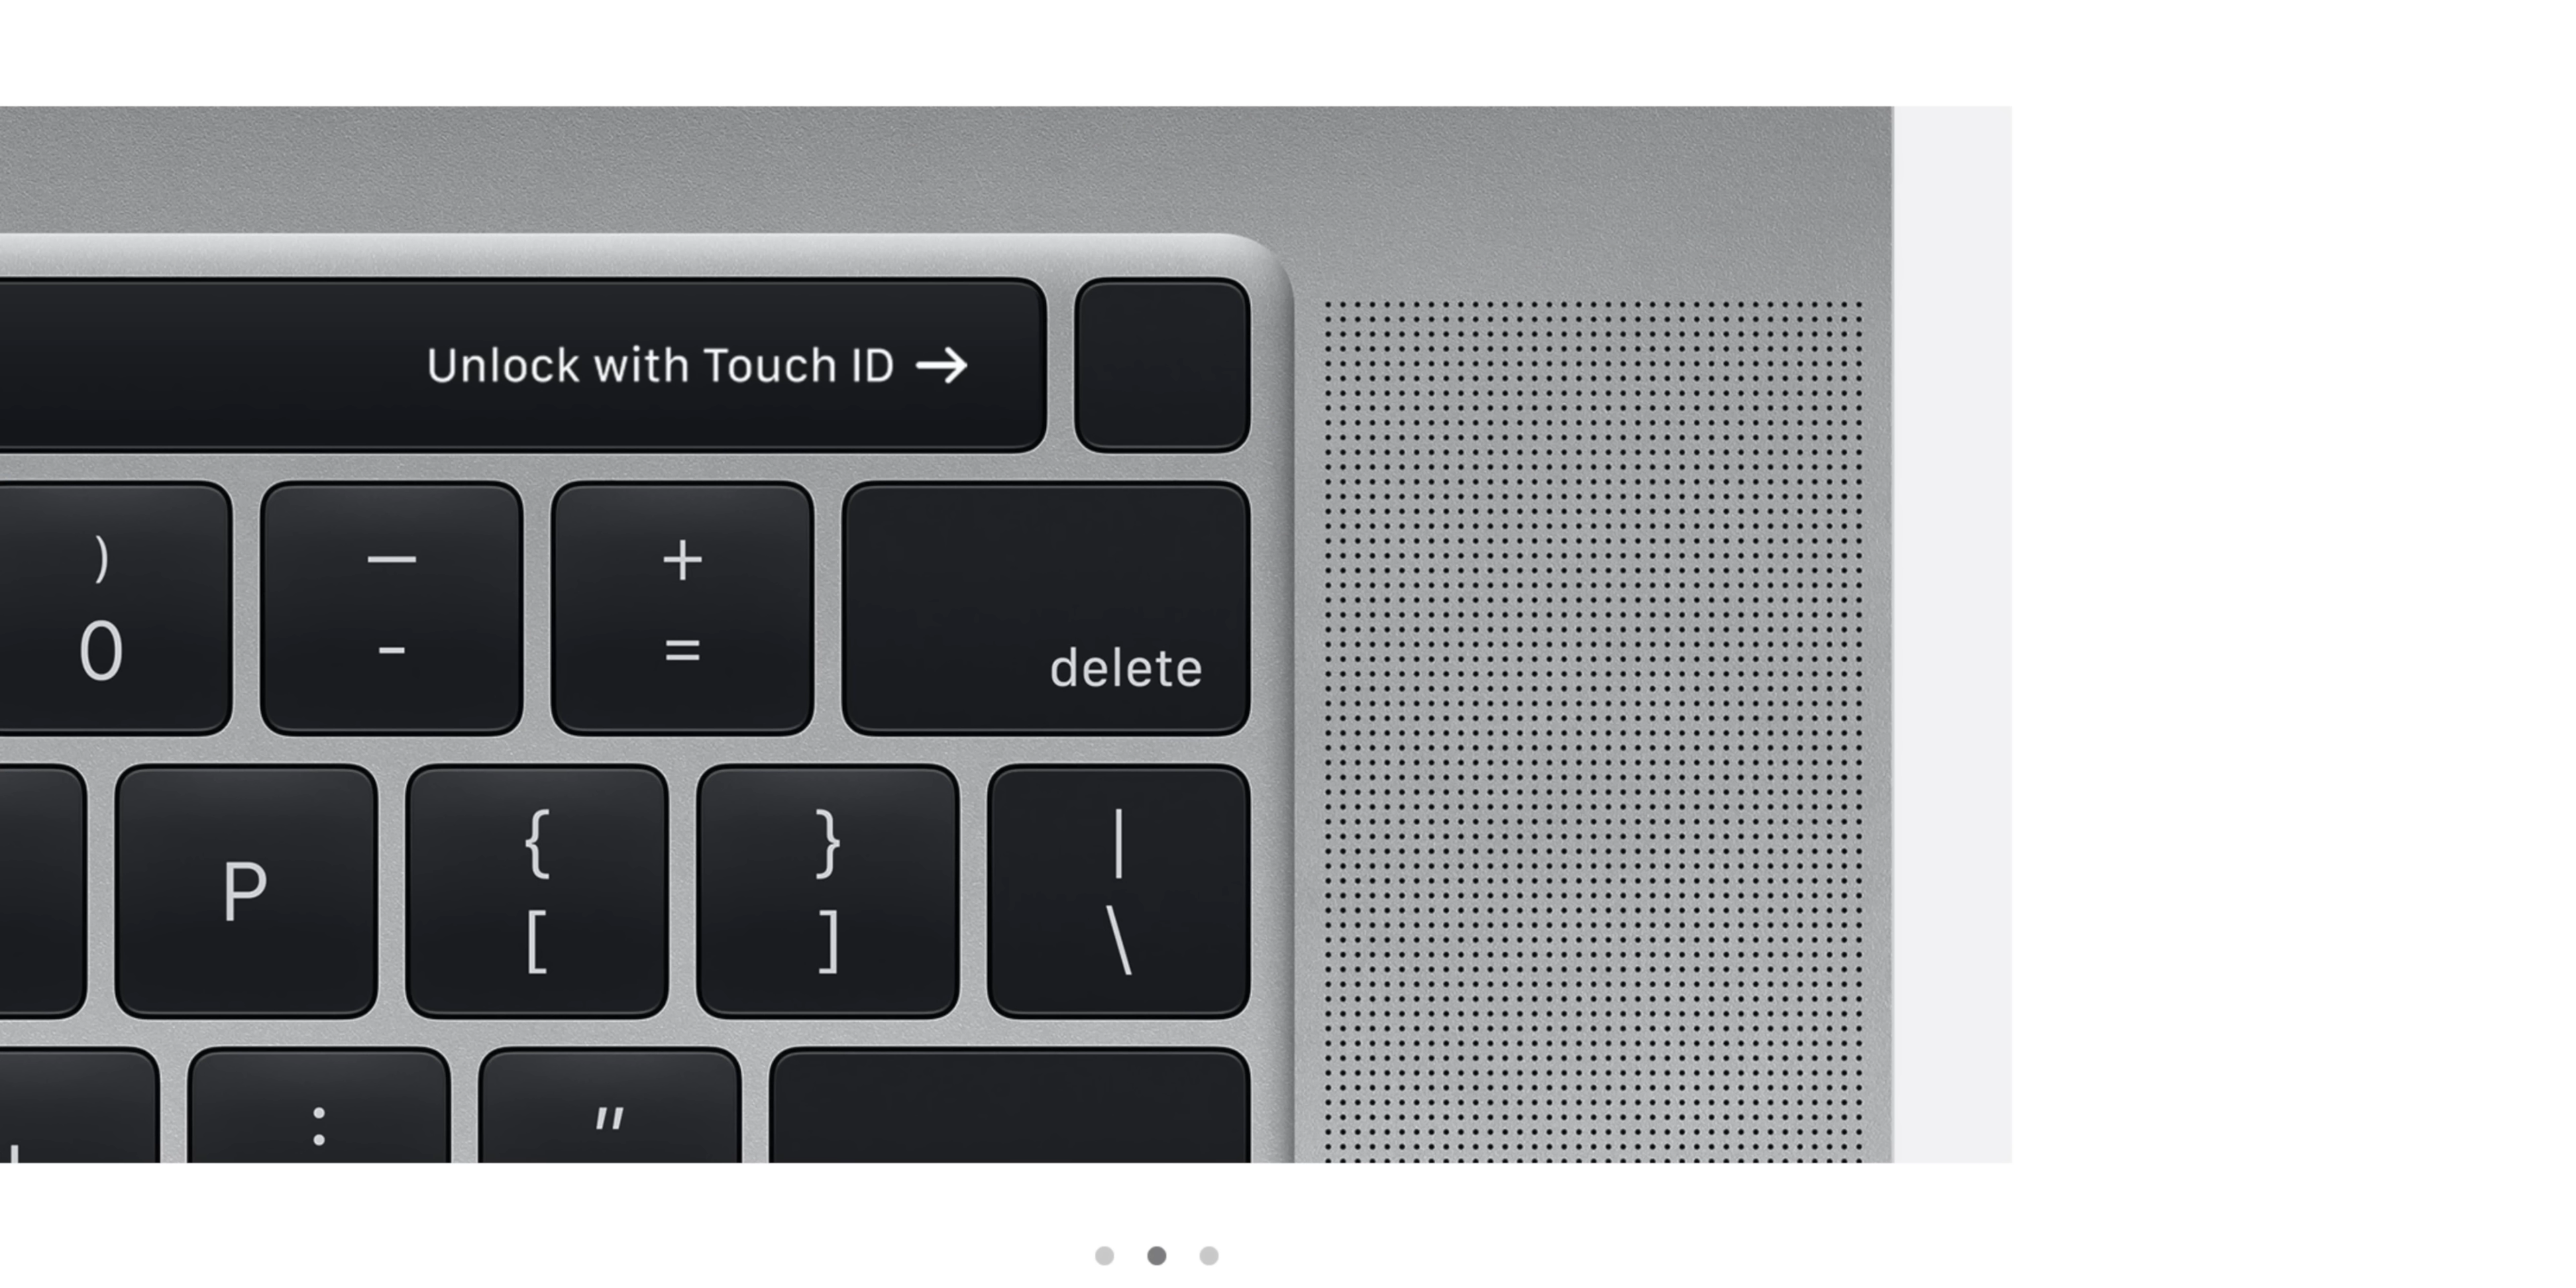 Unlock with Touch ID →
) — +
0 - = delete
P { } |
[ ] \
: "